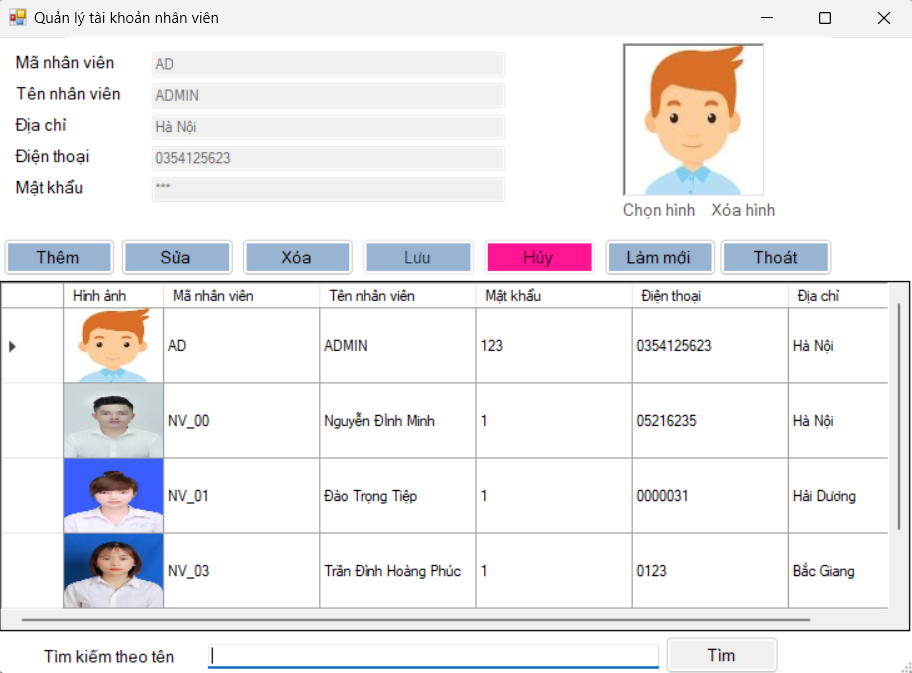 Quản lý tài khoản nhân viên
Mã nhân viên AD
Tên nhân viên ADMIN
Địa chỉ Hà Nội
Điện thoại 0354125623
Mật khẩu ***
Chọn hình Xóa hình
Thêm Sửa Xóa Lưu Hủy Làm mới Thoát
Hình ảnh Mã nhân viên Tên nhân viên Mật khẩu Điện thoại Địa chỉ
AD ADMIN 123 0354125623 Hà Nội
NV_00 Nguyễn Đình Minh 1 05216235 Hà Nội
NV_01 Đào Trọng Tiệp 1 0000031 Hải Dương
NV_03 Trần Đình Hoàng Phúc 1 0123 Bắc Giang
Tìm kiếm theo tên Tìm